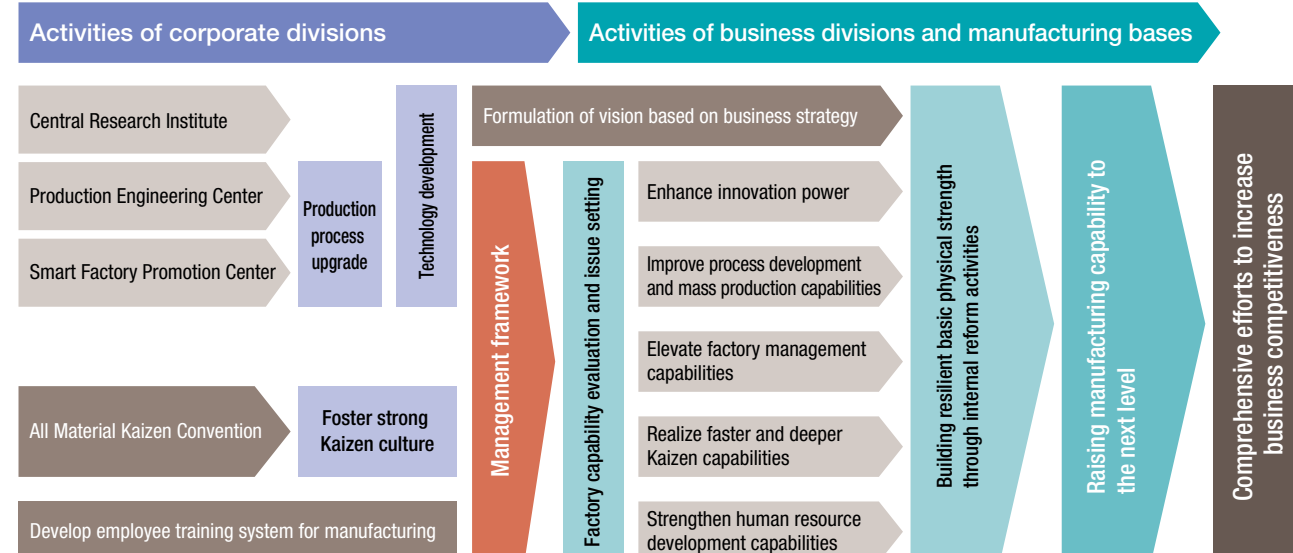 Activities of corporate divisions
Activities of business divisions and manufacturing bases
Central Research Institute
Production Engineering Center
Smart Factory Promotion Center
Production
process
upgrade
Technology development
All Material Kaizen Convention
Foster strong
Kaizen culture
Develop employee training system for manufacturing
Formulation of vision based on business strategy
Management framework
Factory capability evaluation and issue setting
Enhance innovation power
Improve process development
and mass production capabilities
Elevate factory management
capabilities
Realize faster and deeper
Kaizen capabilities
Strengthen human resource
development capabilities
Building resilient basic physical strength
through internal reform activities
Raising manufacturing capability to
the next level
Comprehensive efforts to increase
business competitiveness